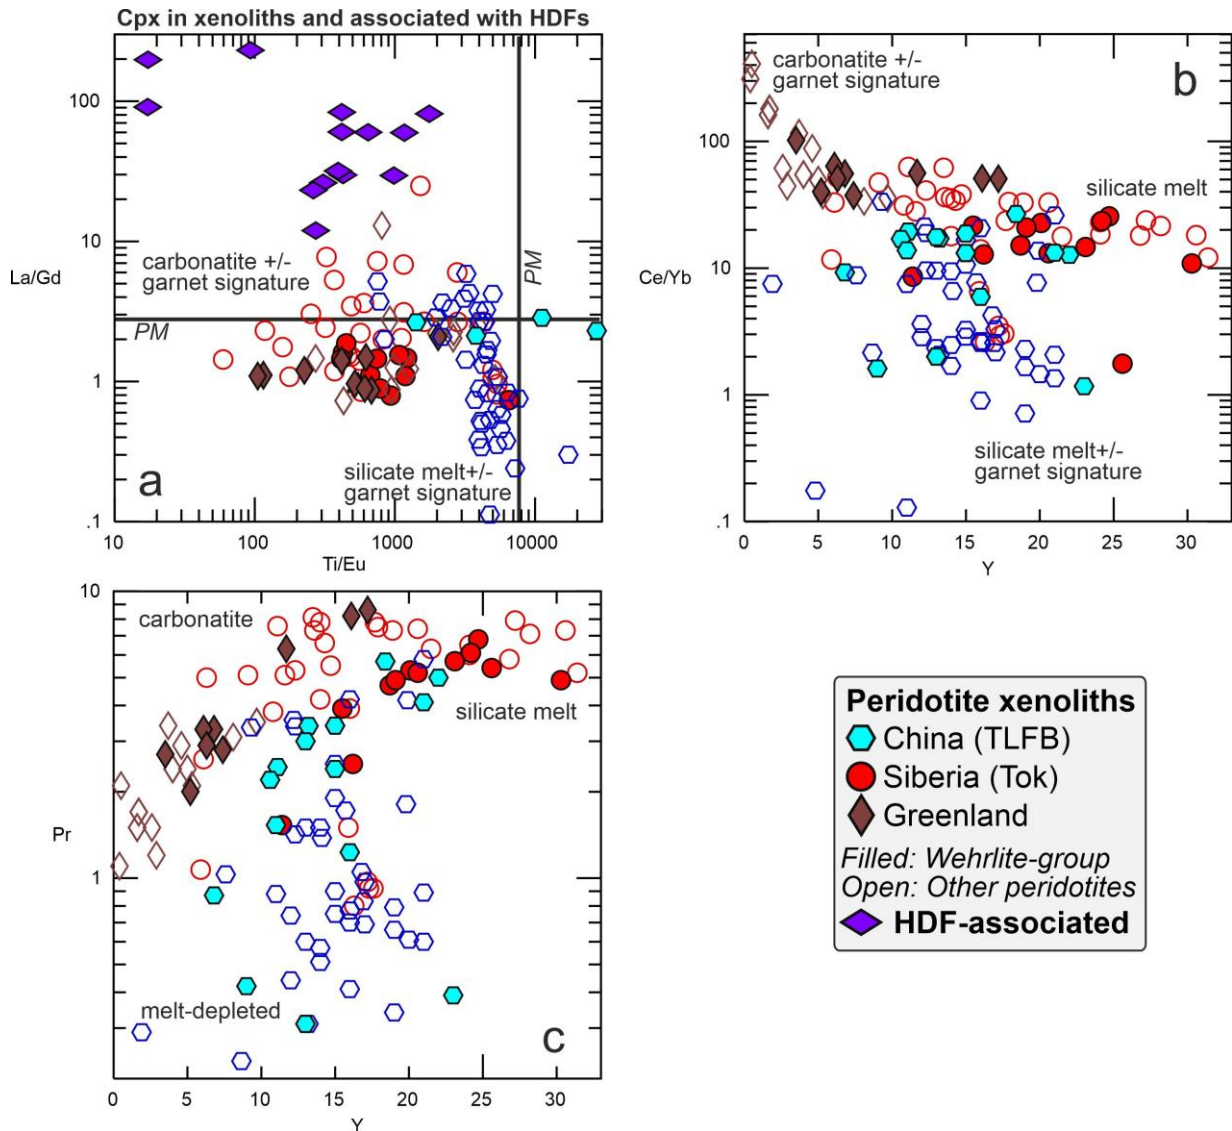 Cpx in xenoliths and associated with HDFs
100
10
1
.1
La/Gd
carbonatite +/-
garnet signature
PM
PM
silicate melt+/-
garnet signature
a
10
100
1000
10000
Ti/Eu
carbonatite +/-
garnet signature
b
100
10
1
.1
Ce/Yb
silicate melt
silicate melt+/-
garnet signature
0
5
10
15
20
25
30
Y
10
1
Pr
carbonatite
silicate melt
melt-depleted
c
0
5
10
15
20
25
30
Y
Peridotite xenoliths
China (TLFB)
Siberia (Tok)
Greenland
Filled: Wehrlite-group
Open: Other peridotites
HDF-associated